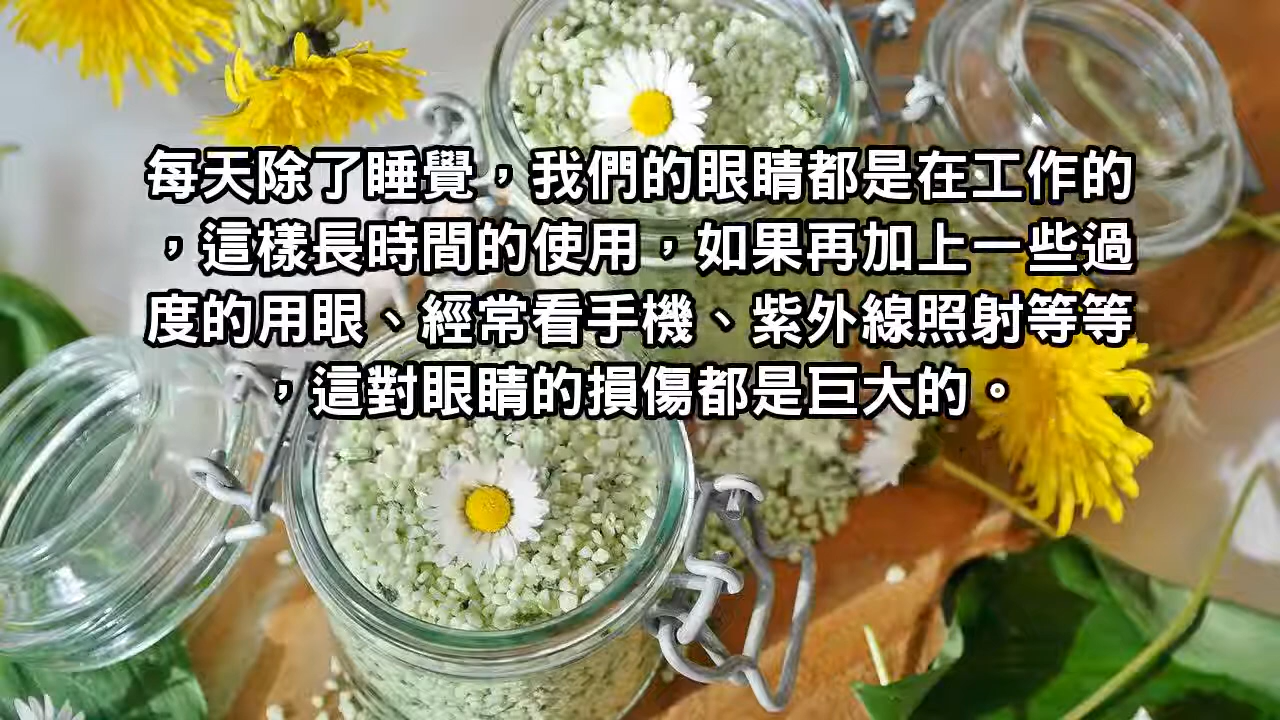 每天除了睡覺，我們的眼睛都是在工作的
，這樣長時間的使用，如果再加上一些過
度的用眼、經常看手機、紫外線照射等等
，這對眼睛的損傷都是巨大的。